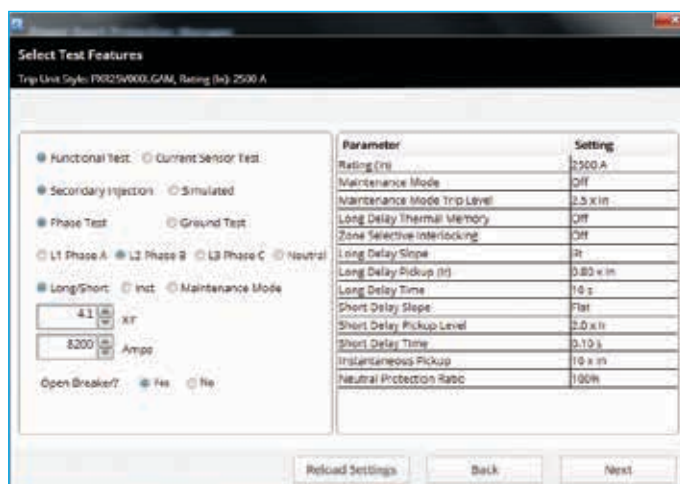 Select Test Features
Trip Unit Style: PXR25V000LGAM, Rating (In): 2500 A
Functional Test Current Sensor Test
Secondary Injection Simulated
Phase Test Ground Test
L1 Phase A L2 Phase B L3 Phase C Neutral
Long/Short Inst Maintenance Mode
4.1 xIr
8200 Amps
Open Breaker? Yes No
Parameter Setting
Rating (In) 2500 A
Maintenance Mode Off
Maintenance Mode Trip Level 2.5 x In
Long Delay Thermal Memory Off
Zone Selective Interlocking Off
Long Delay Slope
Long Delay Pickup (Ir) 0.80 x In
Long Delay Time 10 s
Short Delay Slope Flat
Short Delay Pickup Level 2.0 x Ir
Short Delay Time 0.10 s
Instantaneous Pickup 10 x In
Neutral Protection Ratio 100%
Reload Settings Back Next